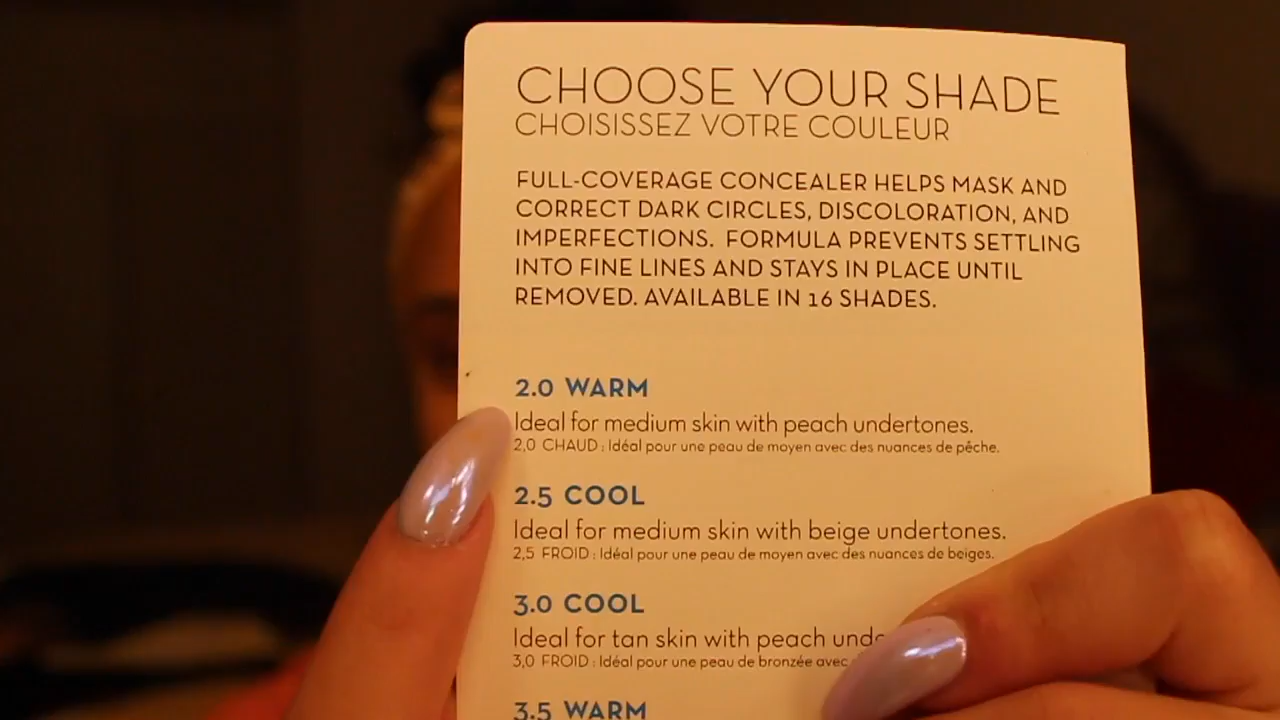 CHOOSE YOUR SHADE
CHOISISSEZ VOTRE COULEUR
FULL-COVERAGE CONCEALER HELPS MASK AND
CORRECT DARK CIRCLES, DISCOLORATION, AND
IMPERFECTIONS. FORMULA PREVENTS SETTLING
INTO FINE LINES AND STAYS IN PLACE UNTIL
REMOVED. AVAILABLE IN 16 SHADES.
2.0 WARM
Ideal for medium skin with peach undertones.
2,0 CHAUD : Idéal pour une peau de moyen avec des nuances de pêche.
2.5 COOL
Ideal for medium skin with beige undertones.
2,5 FROID : Idéal pour une peau de moyen avec des nuances de beiges.
3.0 COOL
Ideal for tan skin with peach
3,0 FROID : Idéal pour une peau de bronzée avec
3.5 WARM